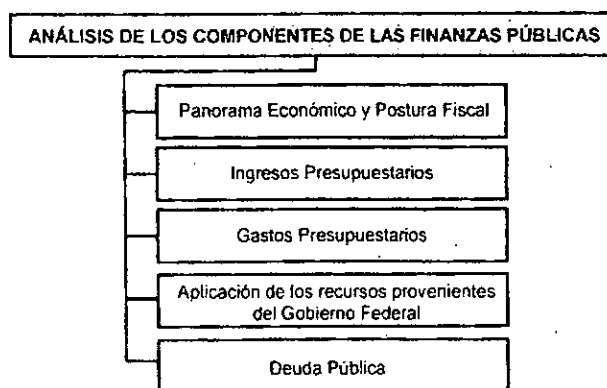 ANÁLISIS DE LOS COMPONENTES DE LAS FINANZAS PÚBLICAS
Panorama Económico y Postura Fiscal
Ingresos Presupuestarios
Gastos Presupuestarios
Aplicación de los recursos provenientes
del Gobierno Federal
Deuda Pública